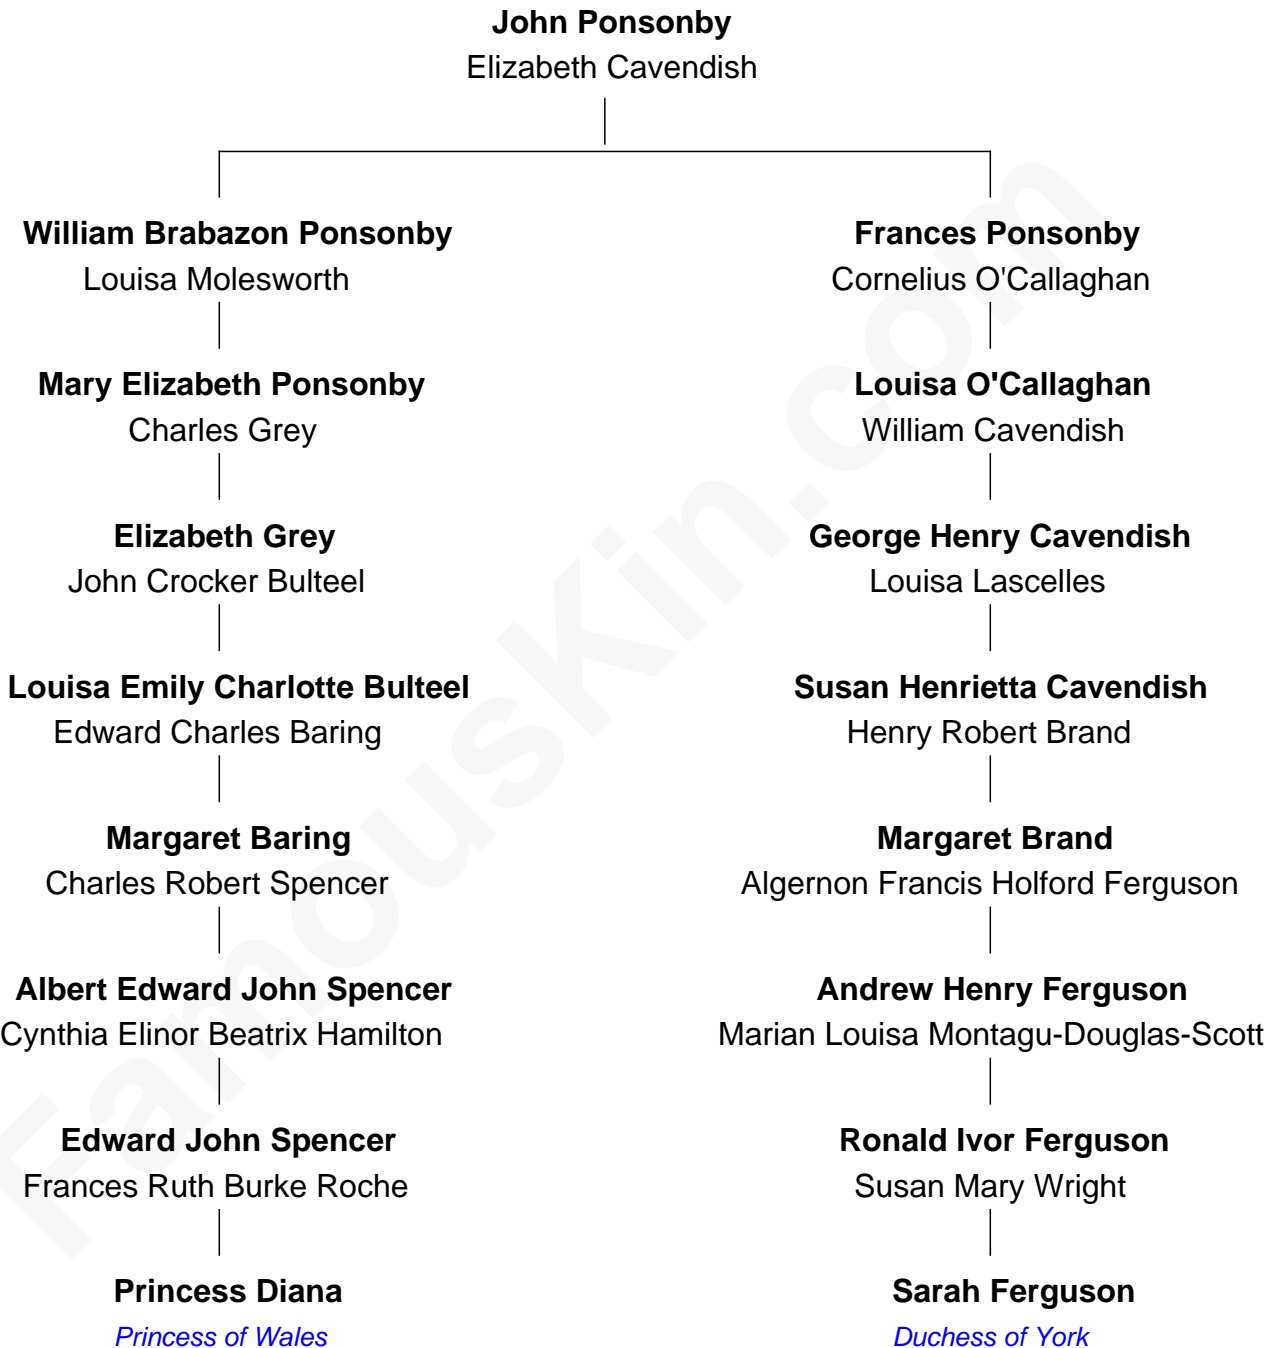 John Ponsonby
Elizabeth Cavendish
William Brabazon Ponsonby
Louisa Molesworth
Frances Ponsonby
Cornelius O'Callaghan
Mary Elizabeth Ponsonby
Charles Grey
Louisa O'Callaghan
William Cavendish
Elizabeth Grey
John Crocker Bulteel
George Henry Cavendish
Louisa Lascelles
Louisa Emily Charlotte Bulteel
Edward Charles Baring
Susan Henrietta Cavendish
Henry Robert Brand
Margaret Baring
Charles Robert Spencer
Margaret Brand
Algernon Francis Holford Ferguson
Albert Edward John Spencer
Cynthia Elinor Beatrix Hamilton
Andrew Henry Ferguson
Marian Louisa Montagu-Douglas-Scott
Edward John Spencer
Frances Ruth Burke Roche
Ronald Ivor Ferguson
Susan Mary Wright
Princess Diana
Princess of Wales
Sarah Ferguson
Duchess of York
FamousKin.com